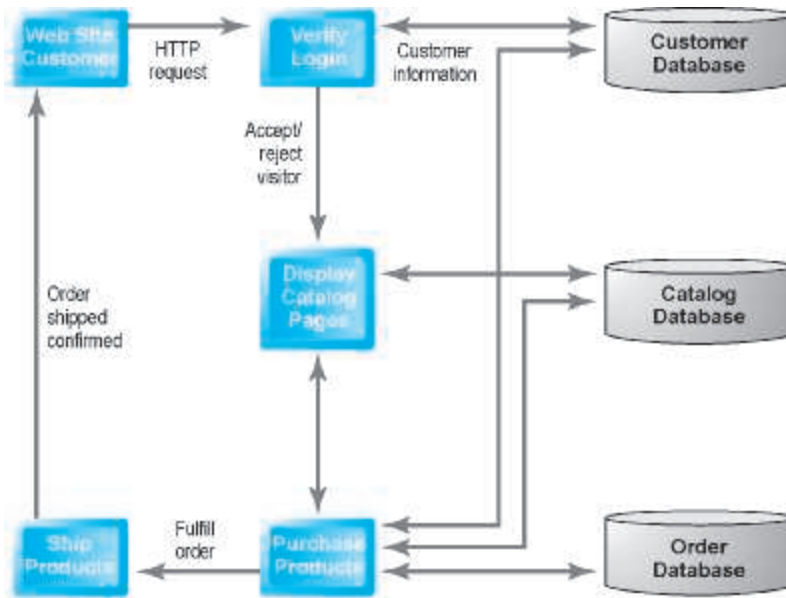 Web Site
Customer
HTTP
request
Verify
Login
Customer
information
Customer
Database
Accept/
reject
visitor
Display
Catalog
Pages
Catalog
Database
Order
shipped
confirmed
Ship
Products
Fulfill
order
Purchase
Products
Order
Database